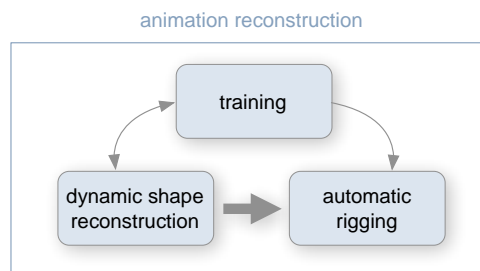 animation reconstruction
training
dynamic shape
reconstruction
automatic
rigging